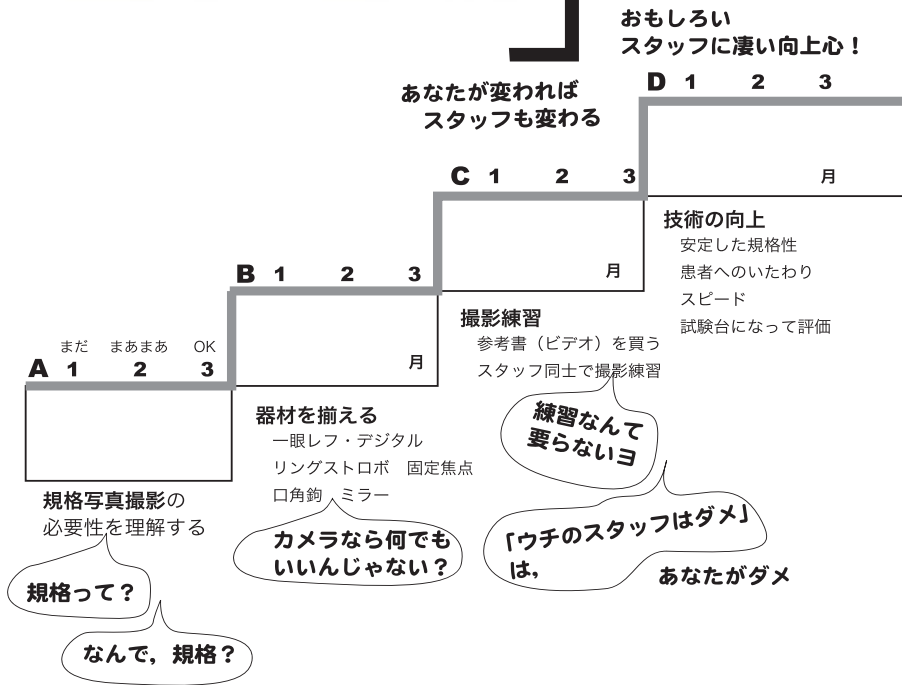 おもしろい
スタッフに凄い向上心！
あなたが変われば
スタッフも変わる
D 1 2 3
月
C 1 2 3
月
技術の向上
安定した規格性
患者へのいたわり
スピード
試験台になって評価
B 1 2 3
月
撮影練習
参考書（ビデオ）を買う
スタッフ同士で撮影練習
練習なんて
要らないヨ
まだ まあまあ OK
A 1 2 3
器材を揃える
一眼レフ・デジタル
リングストロボ　固定焦点
口角鉤　ミラー
カメラなら何でも
いいんじゃない？
「ウチのスタッフはダメ」
は，
あなたがダメ
規格写真撮影の
必要性を理解する
規格って？
なんで，規格？